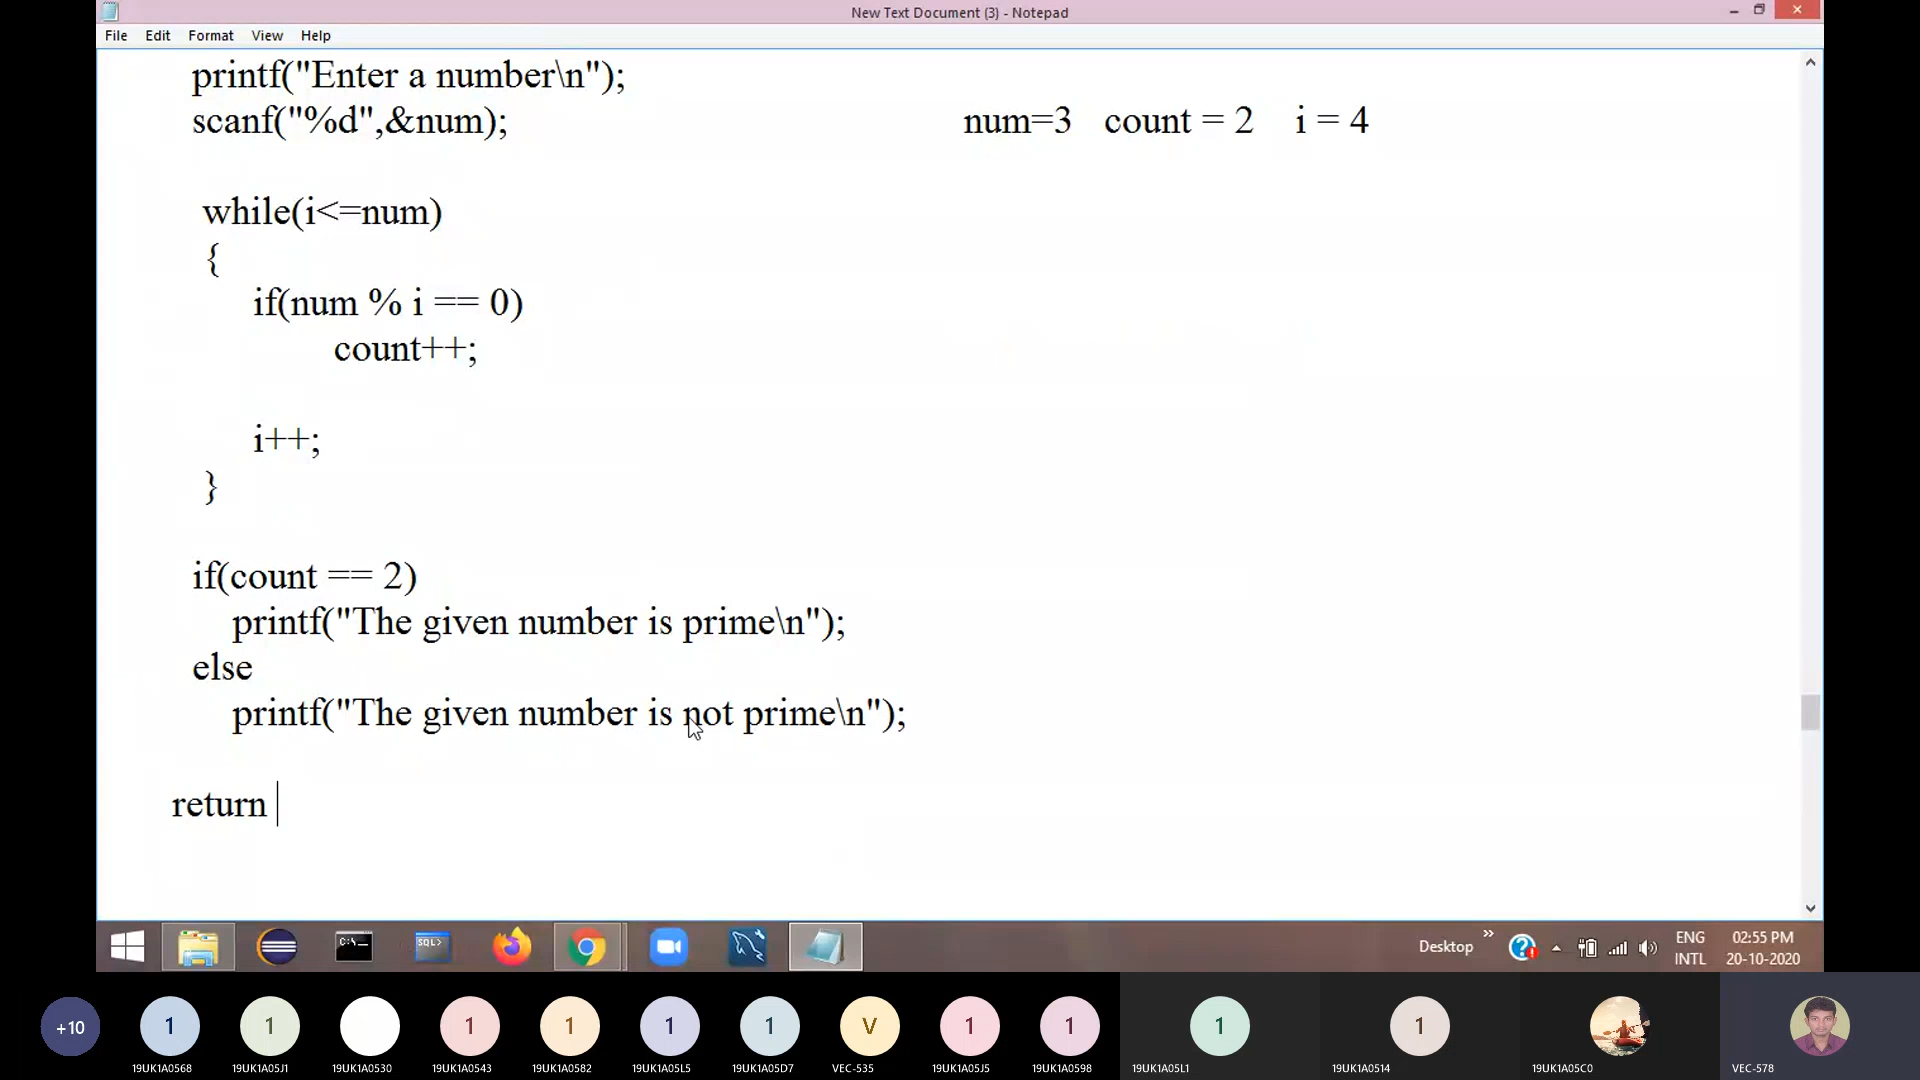 New Text Document (3) - Notepad
File Edit Format View Help
printf("Enter a number\n");
scanf("%d",&num); num=3 count = 2 i = 4
while(i<=num)
{
if(num % i == 0)
count++;
i++;
}
if(count == 2)
printf("The given number is prime\n");
else
printf("The given number is not prime\n");
return
C:\_ SQL> Desktop ENG 02:55 PM
INTL 20-10-2020
+10 1 1 1 1 1 1 V 1 1 1 1
19UK1A0568 19UK1A05J1 19UK1A0530 19UK1A0543 19UK1A0582 19UK1A05L5 19UK1A05D7 VEC-535 19UK1A05J5 19UK1A0598 19UK1A05L1 19UK1A0514 19UK1A05C0 VEC-578